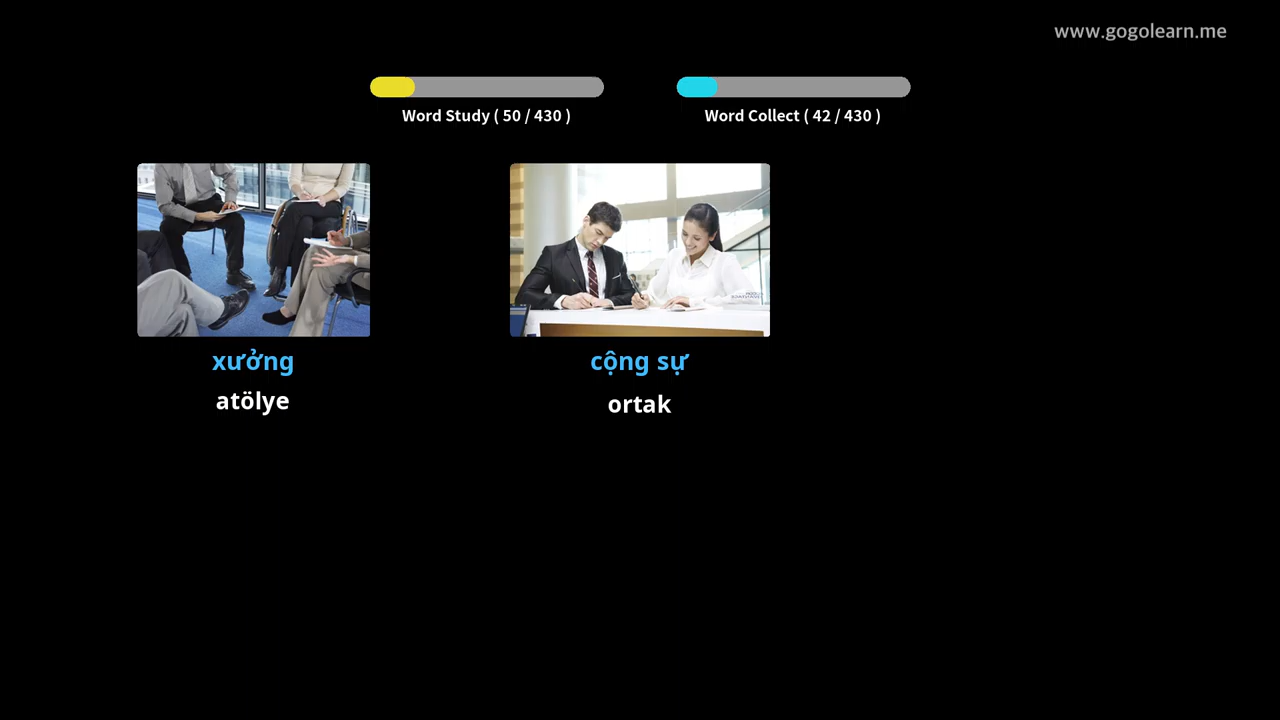 www.gogolearn.me
Word Study ( 50 / 430 )
Word Collect ( 42 / 430 )
xưởng
atölye
cộng sự
ortak